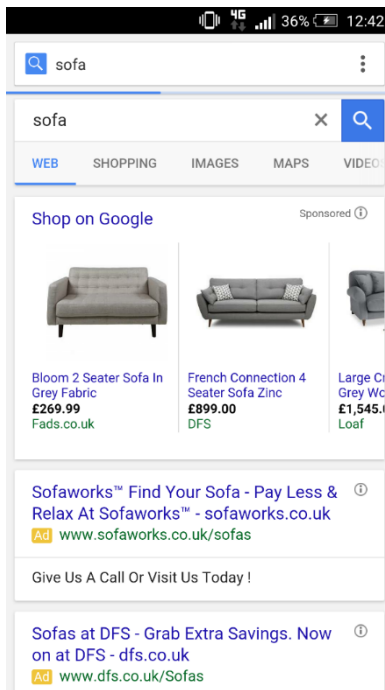 4G 36% 12:42
sofa
sofa
WEB SHOPPING IMAGES MAPS
Shop on Google Sponsored
Bloom 2 Seater Sofa In
Grey Fabric
£269.99
Fads.co.uk
French Connection 4
Seater Sofa Zinc
£899.00
DFS
Large
Grey
£1,545.
Loaf
Sofaworks™ Find Your Sofa - Pay Less &
Relax At Sofaworks™ - sofaworks.co.uk
Ad www.sofaworks.co.uk/sofas
Give Us A Call Or Visit Us Today !
Sofas at DFS - Grab Extra Savings. Now
on at DFS - dfs.co.uk
Ad www.dfs.co.uk/Sofas